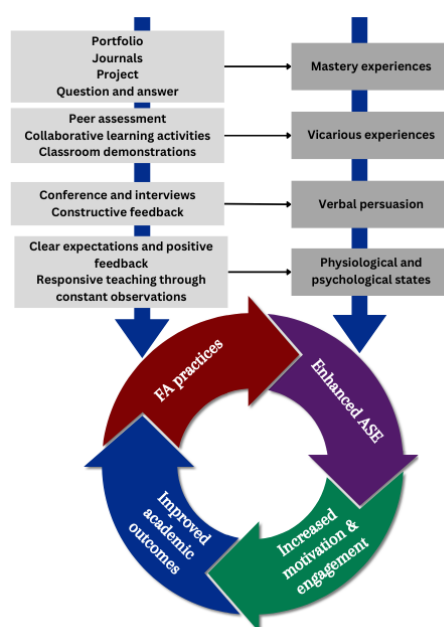 Portfolio
Journals
Project
Question and answer
Mastery experiences
Peer assessment
Collaborative learning activities
Classroom demonstrations
Vicarious experiences
Conference and interviews
Constructive feedback
Verbal persuasion
Clear expectations and positive
feedback
Responsive teaching through
constant observations
Physiological and
psychological states
FA practices
Enhanced ASE
Increased
motivation &
engagement
Improved
academic
outcomes